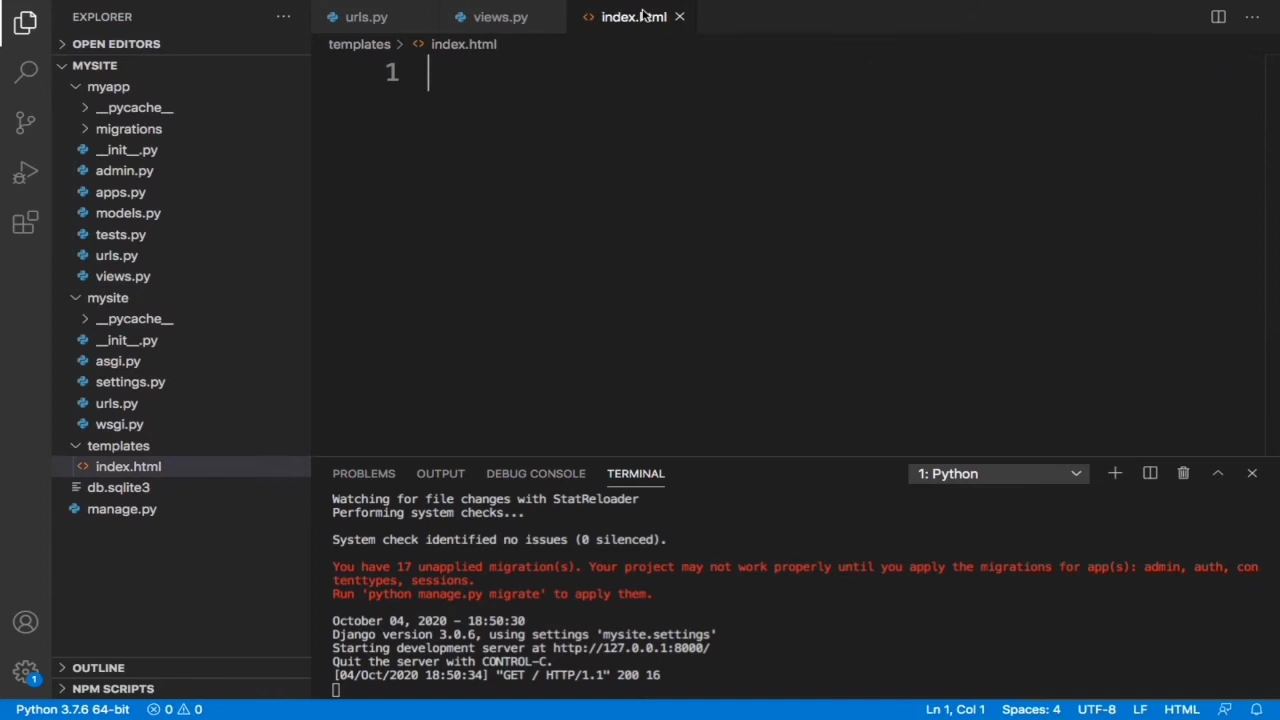 EXPLORER
urls.py
views.py
index.html
OPEN EDITORS
templates
index.html
MYSITE
1
myapp
__pycache__
migrations
__init__.py
admin.py
apps.py
models.py
tests.py
urls.py
views.py
mysite
__pycache__
__init__.py
asgi.py
settings.py
urls.py
wsgi.py
templates
index.html
db.sqlite3
manage.py
PROBLEMS
OUTPUT
DEBUG CONSOLE
TERMINAL
1: Python
Watching for file changes with StatReloader
Performing system checks...
System check identified no issues (0 silenced).
You have 17 unapplied migration(s). Your project may not work properly until you apply the migrations for app(s): admin, auth, con
tenttypes, sessions.
Run 'python manage.py migrate' to apply them.
October 04, 2020 - 18:50:30
Django version 3.0.6, using settings 'mysite.settings'
Starting development server at http://127.0.0.1:8000/
Quit the server with CONTROL-C.
[04/Oct/2020 18:50:34] "GET / HTTP/1.1" 200 16
OUTLINE
NPM SCRIPTS
1
Python 3.7.6 64-bit
0
0
Ln 1, Col 1
Spaces: 4
UTF-8
LF
HTML